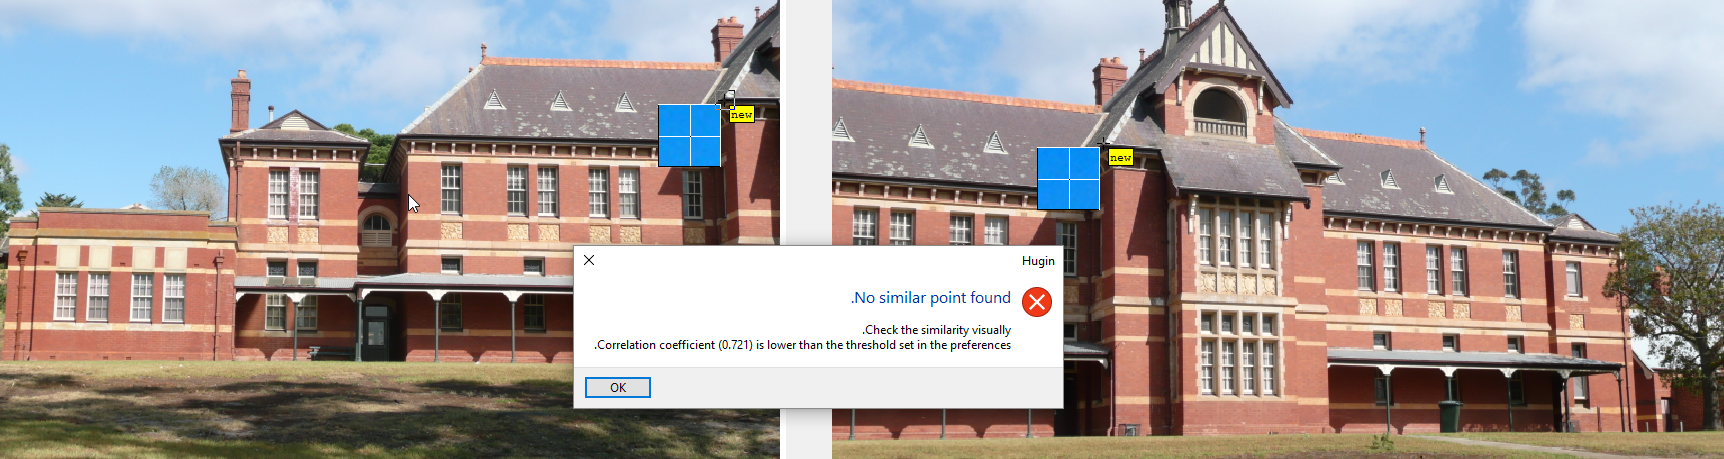 new
new
Hugin
.No similar point found
.Check the similarity visually
.Correlation coefficient (0.721) is lower than the threshold set in the preferences
OK